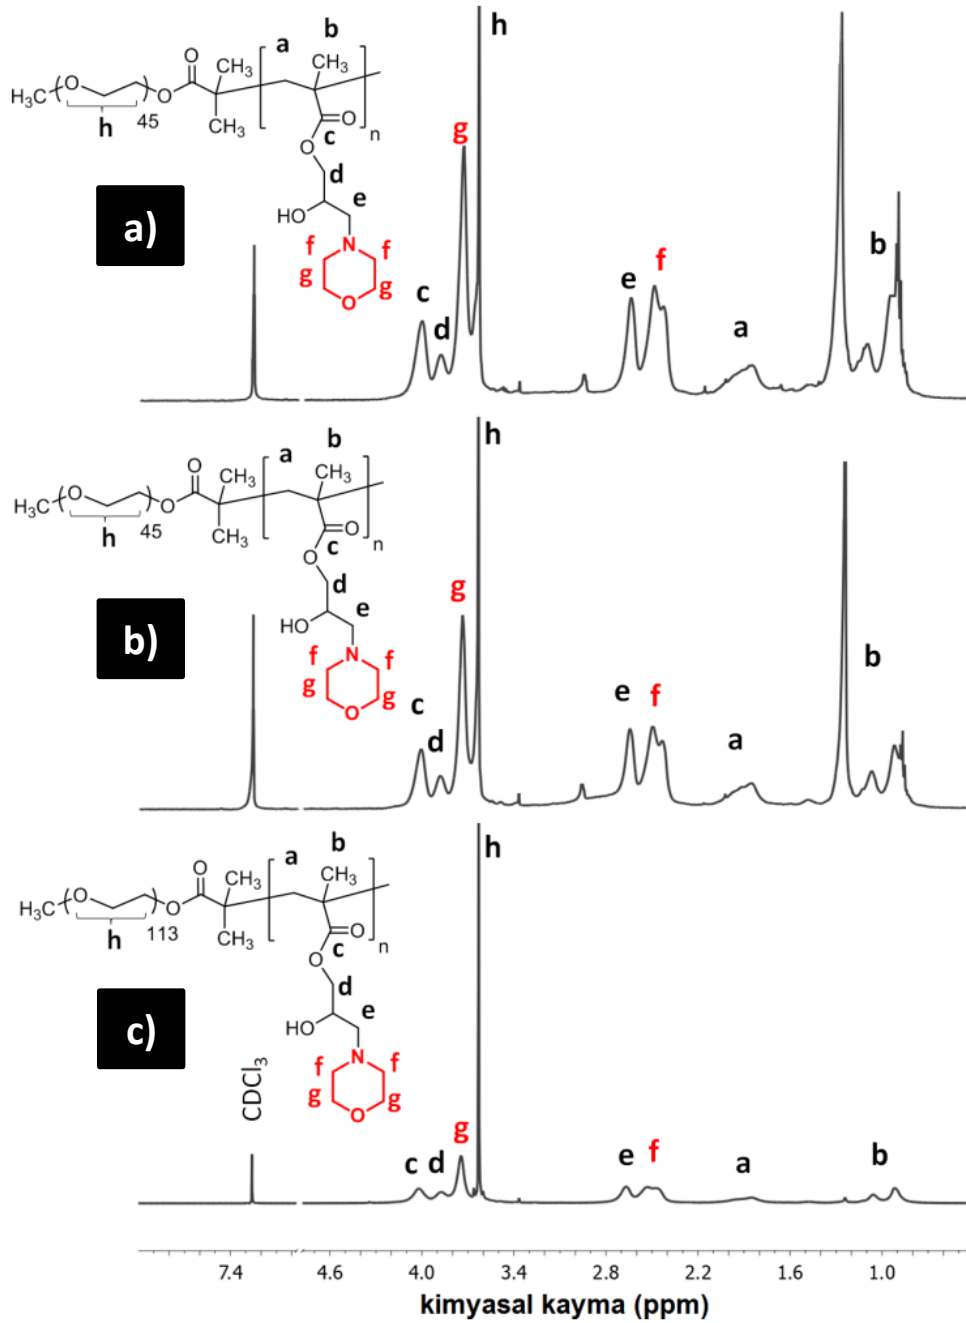 b
h
a
O
CH₃
CH₃
H₃C
O
O
O
h
45
CH₃
n
c
O
O
g
d
a)
HO
e
N
f
f
g
g
O
c
d
e
f
a
b
h
b
a
O
CH₃
CH₃
H₃C
O
O
h
45
CH₃
n
c
O
O
d
g
b)
HO
e
N
f
f
g
g
O
c
d
e
f
a
b
h
b
a
O
CH₃
CH₃
H₃C
O
O
h
113
CH₃
n
c
O
O
d
c)
HO
e
N
f
f
g
g
O
CDCl₃
c
d
g
e
f
a
b
7.4 4.6 4.0 3.4 2.8 2.2 1.6 1.0
kimyasal kayma (ppm)